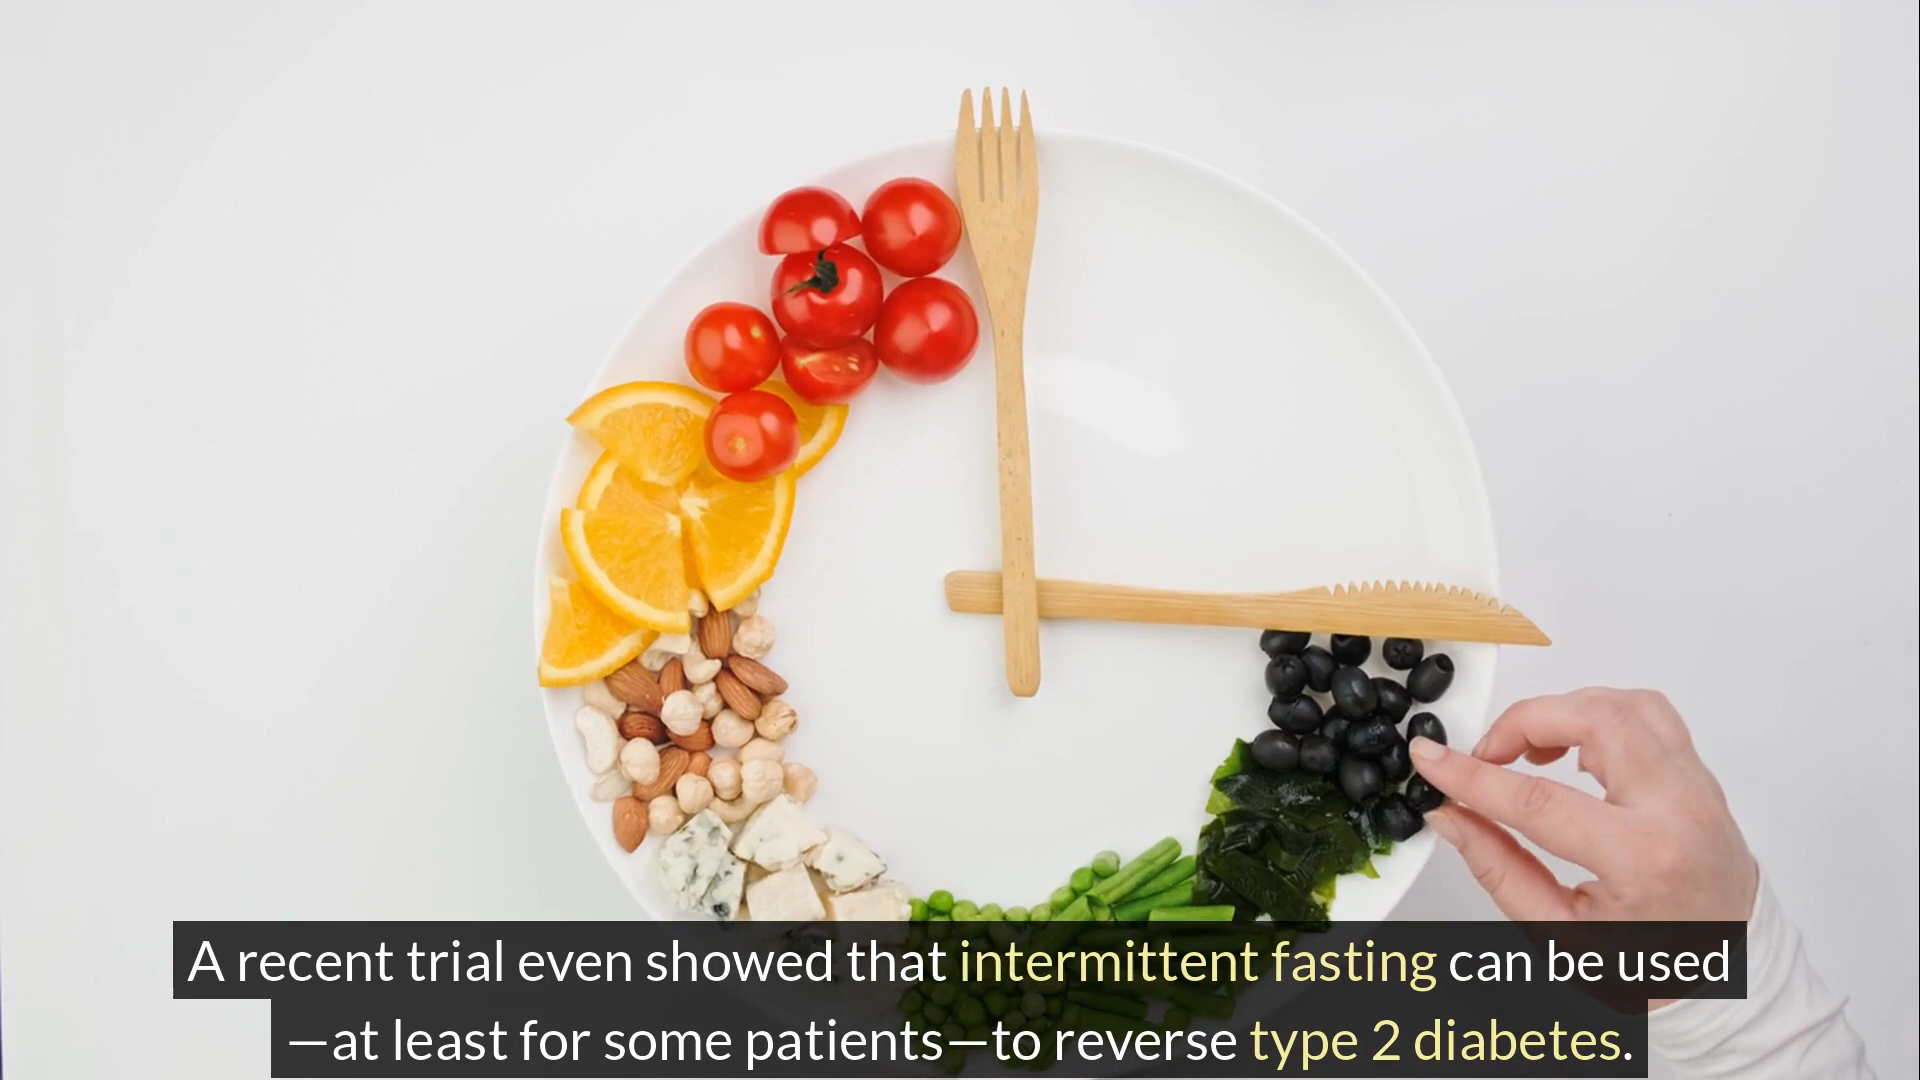 A recent trial even showed that intermittent fasting can be used
—at least for some patients—to reverse type 2 diabetes.